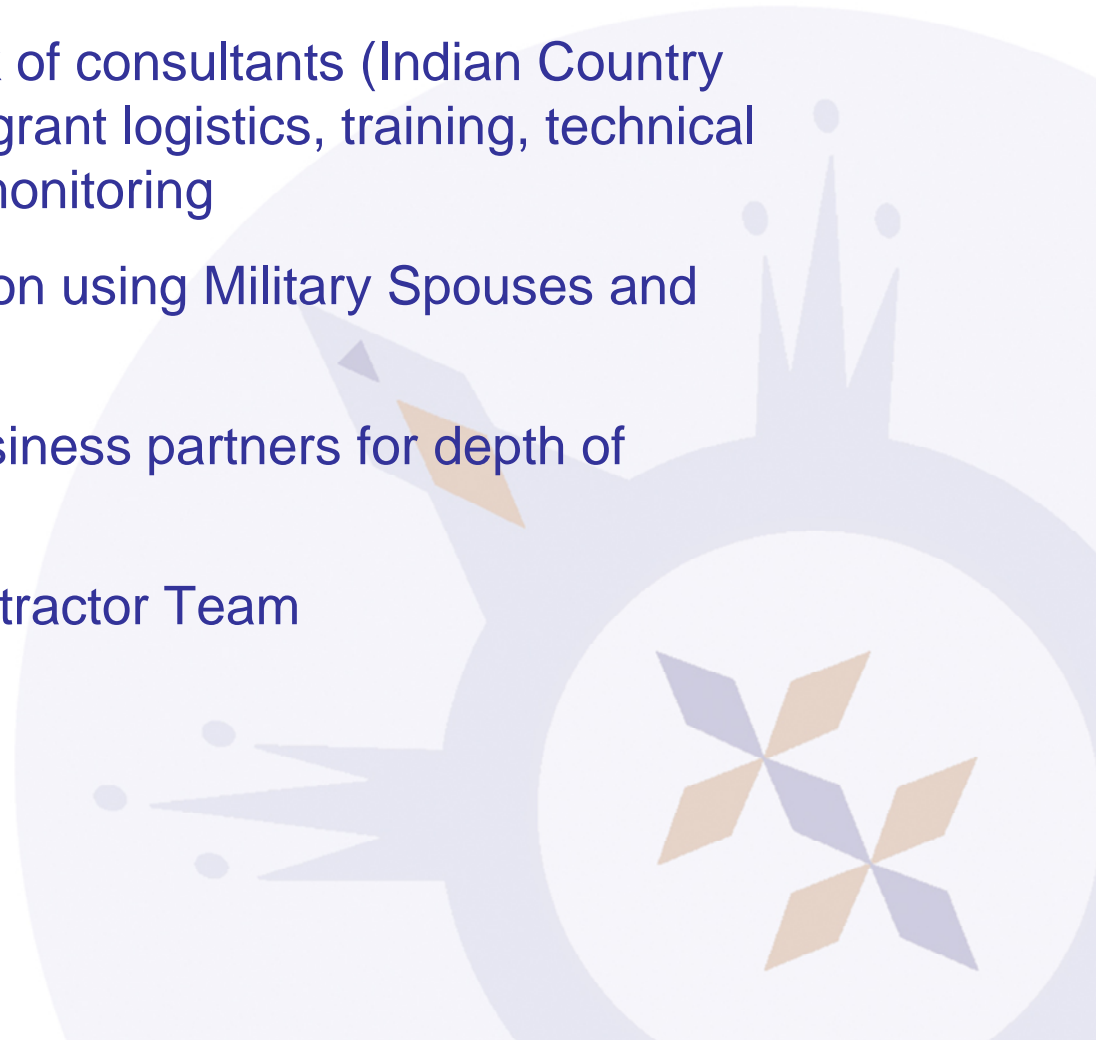 of consultants (Indian Country
grant logistics, training, technical
monitoring
on using Military Spouses and
siness partners for depth of
tractor Team